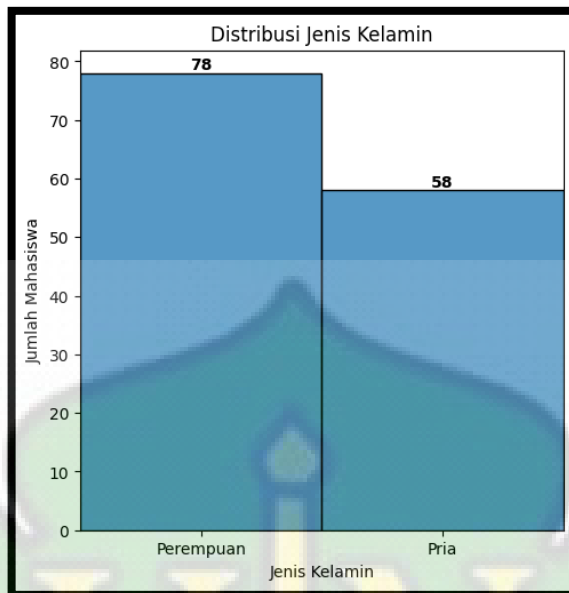 Distribusi Jenis Kelamin
80
70
60
50
40
30
20
10
0
78
58
Jumlah Mahasiswa
Perempuan
Pria
Jenis Kelamin